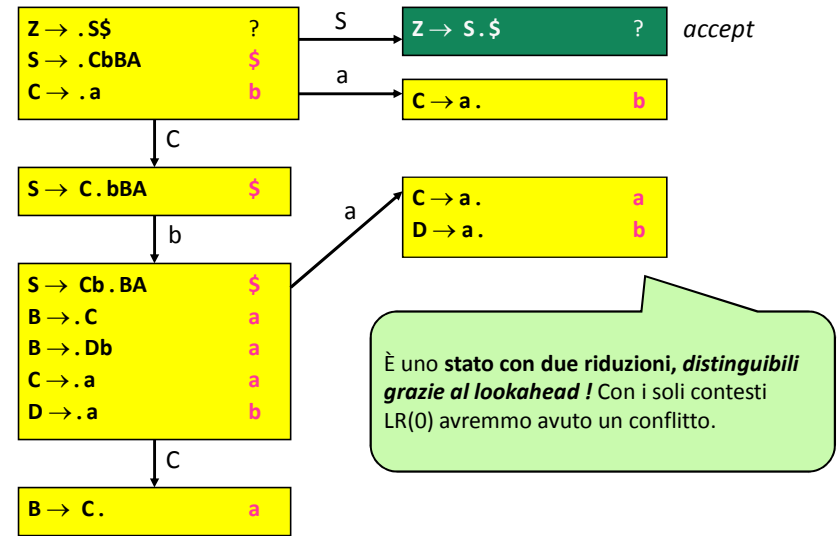 Z → .S$ ?
S → .CbBA $
C → .a b
S
Z → S.$ ?
accept
a
C → a. b
C
S → C.bBA $
b
S → Cb.BA $
B → .C a
B → .Db a
C → .a a
D → .a b
a
C → a. a
D → a. b
È uno stato con due riduzioni, distinguibili
grazie al lookahead ! Con i soli contesti
LR(0) avremmo avuto un conflitto.
C
B → C. a